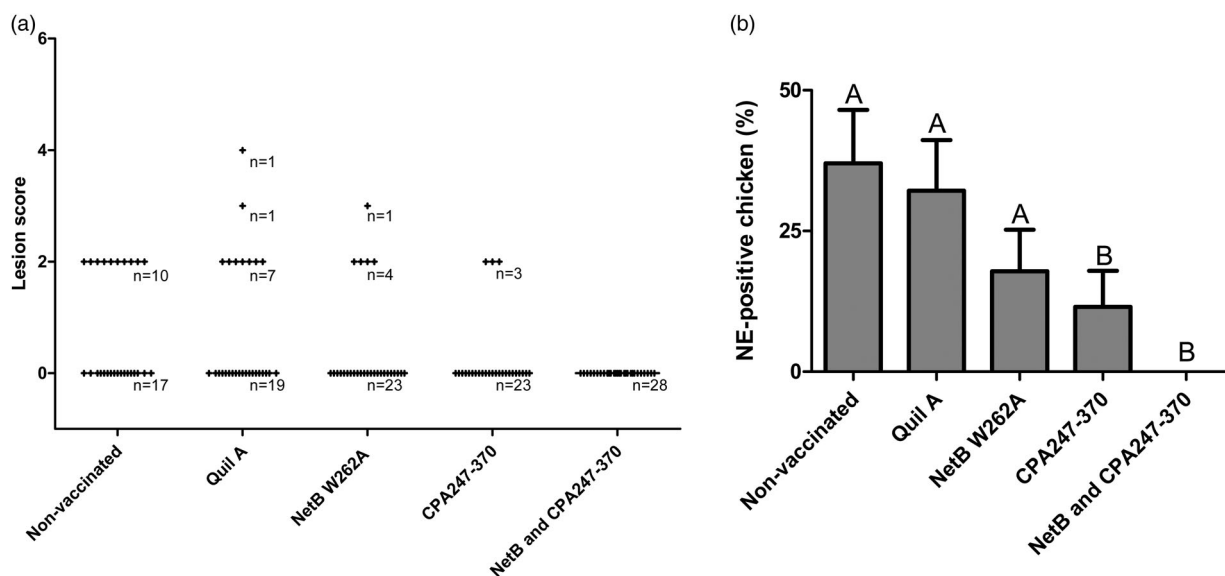 (a)
6
4
2
0
Lesion score
n=10
n=17
n=1
n=1
n=7
n=19
n=1
n=4
n=23
n=3
n=23
n=28
Non-vaccinated
Quil A
NetB W262A
CPA247-370
NetB and CPA247-370
(b)
50
25
0
NE-positive chicken (%)
A
A
A
B
B
Non-vaccinated
Quil A
NetB W262A
CPA247-370
NetB and CPA247-370